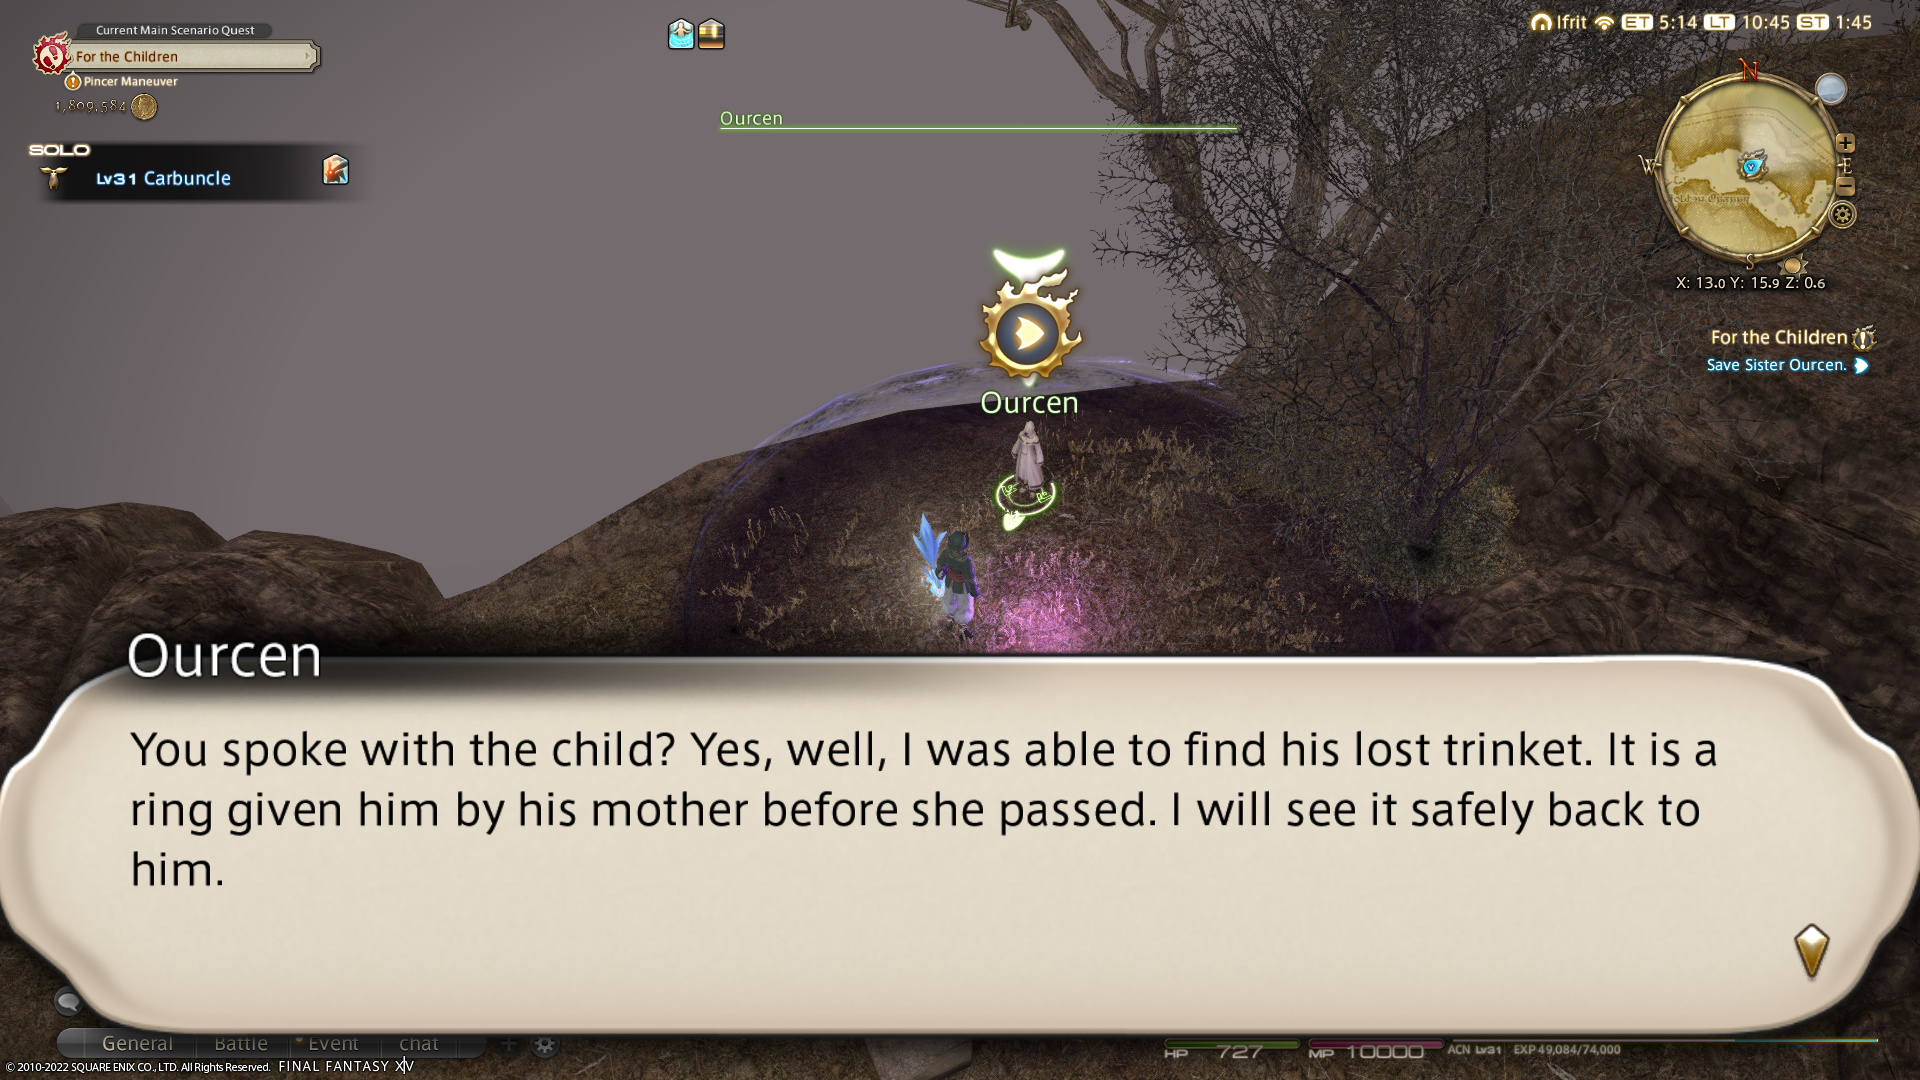 Current Main Scenario Quest
For the Children
Pincer Maneuver
1,809,584
SOLO
Lv31 Carbuncle
Ourcen
Ifrit ET 5:14 LT 10:45 ST 1:45
N
W
E
S
X: 13.0 Y: 15.9 Z: 0.6
For the Children
Save Sister Ourcen.
Ourcen
Ourcen
You spoke with the child? Yes, well, I was able to find his lost trinket. It is a
ring given him by his mother before she passed. I will see it safely back to
him.
General Battle Event chat
HP 727 MP 10000 ACN Lv31 EXP 49,084/74,000
© 2010-2022 SQUARE ENIX CO., LTD. All Rights Reserved. FINAL FANTASY XIV